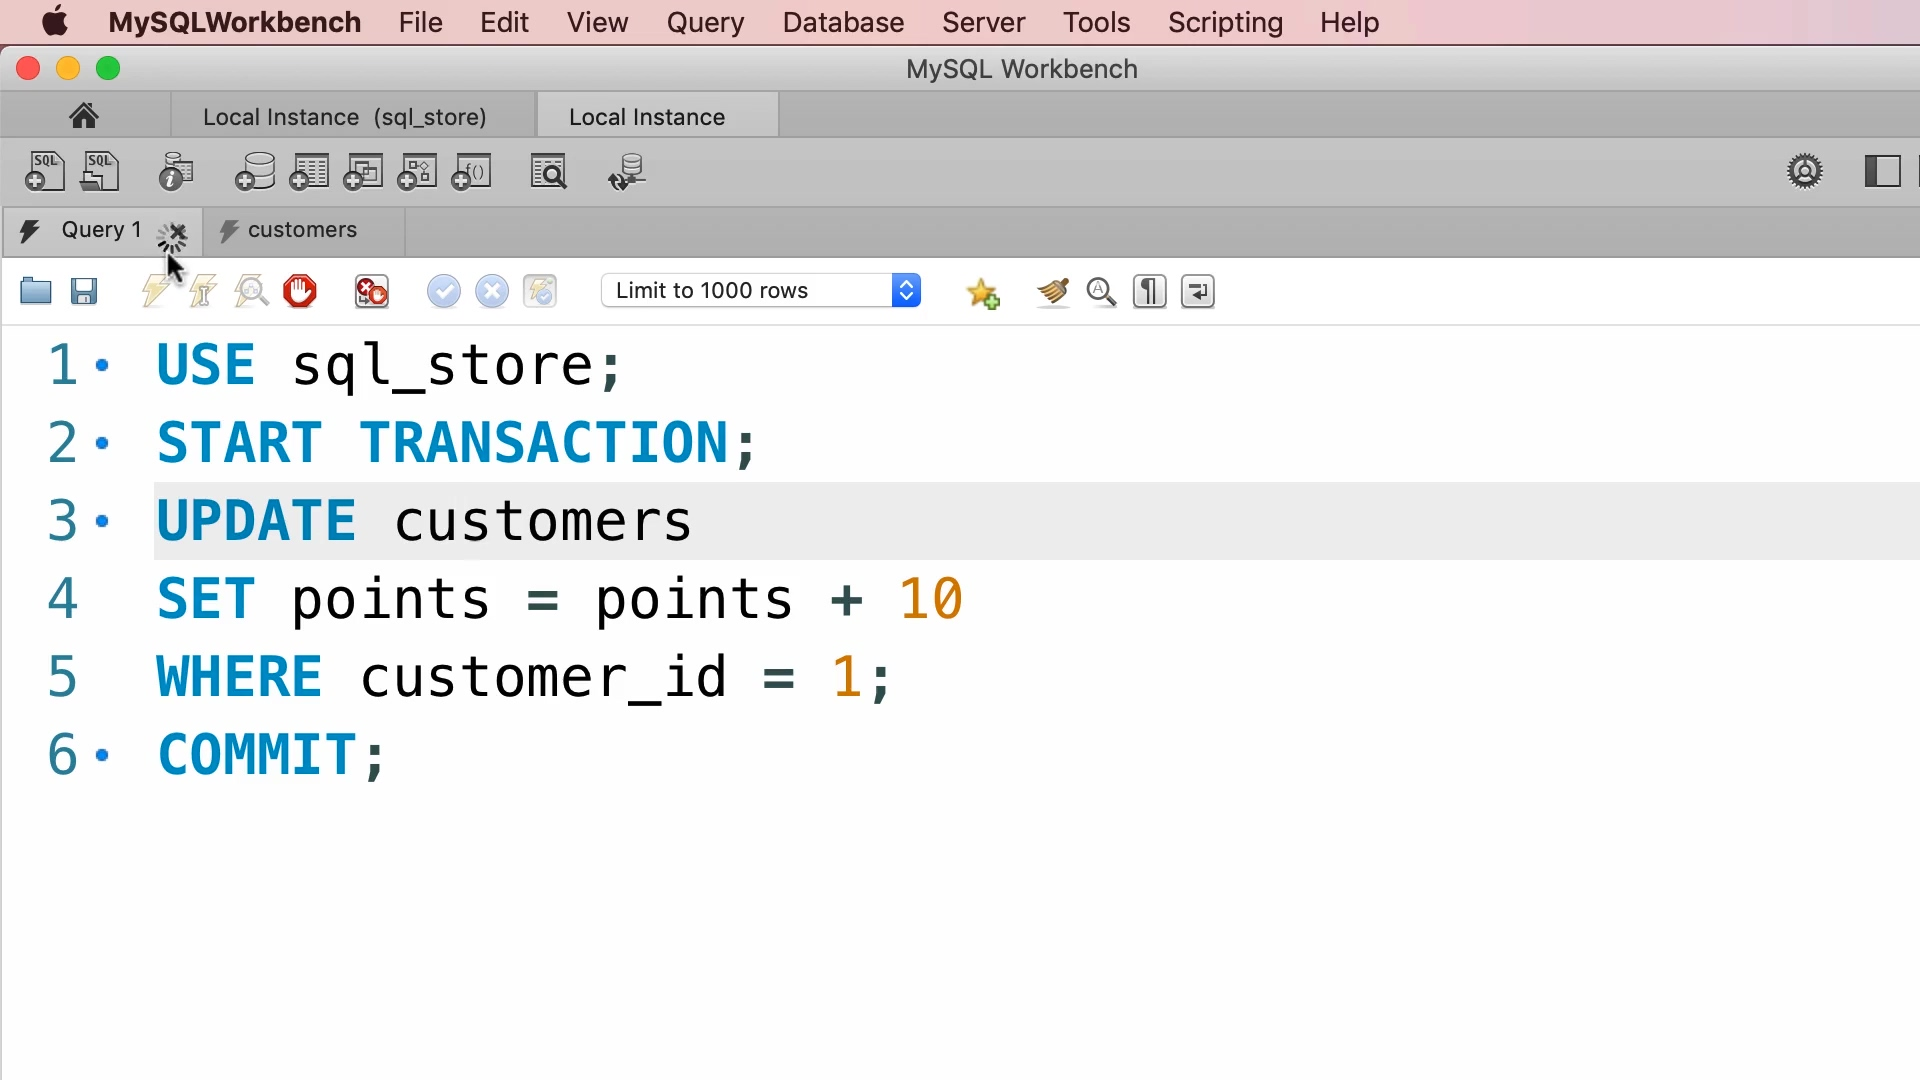 MySQLWorkbench File Edit View Query Database Server Tools Scripting Help
MySQL Workbench
Local Instance (sql_store) Local Instance
SQL SQL f()
Query 1 customers
Limit to 1000 rows
1 USE sql_store;
2 START TRANSACTION;
3 UPDATE customers
4 SET points = points + 10
5 WHERE customer_id = 1;
6 COMMIT;